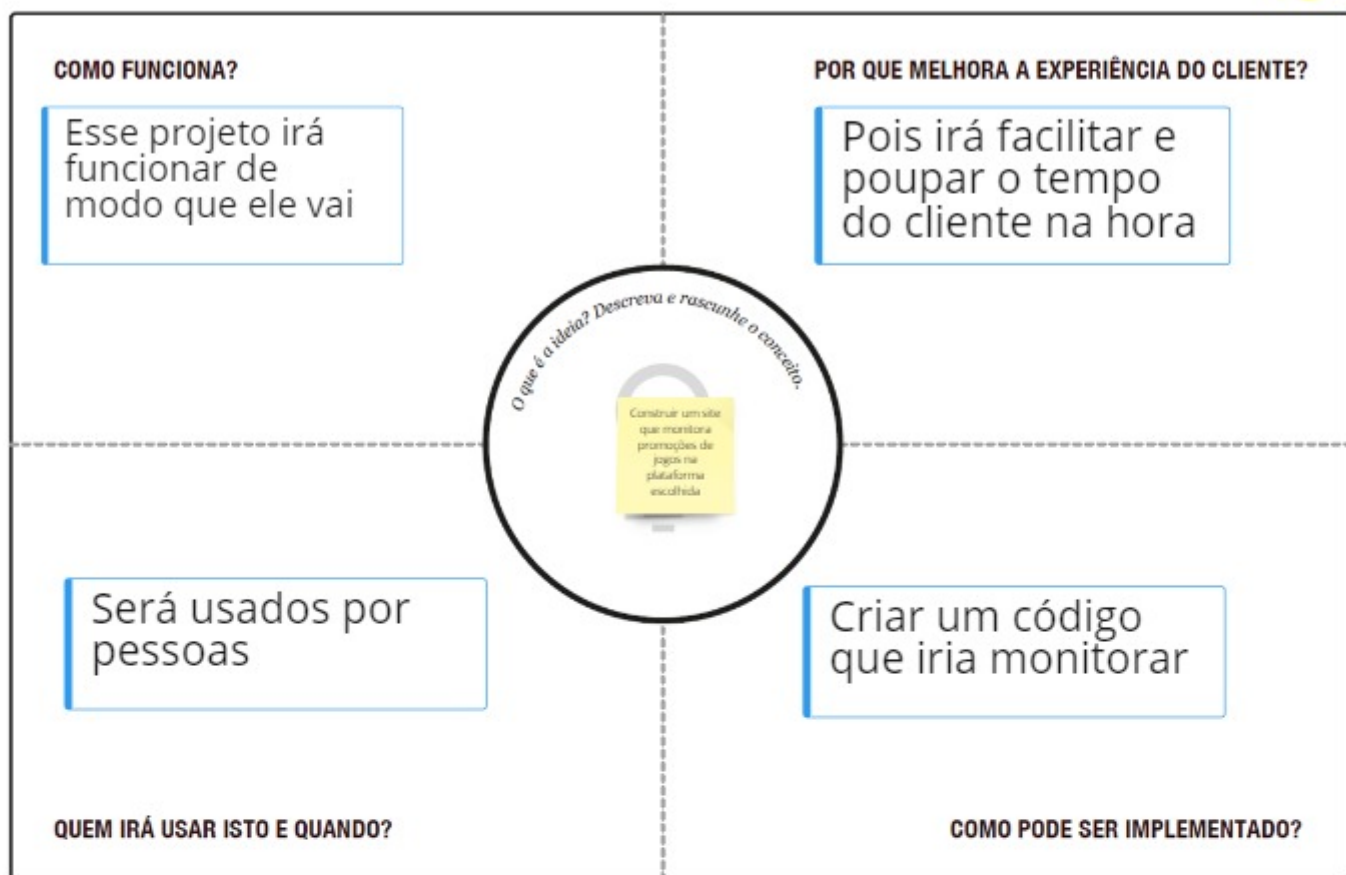 COMO FUNCIONA?
Esse projeto irá
funcionar de
modo que ele vai
POR QUE MELHORA A EXPERIÊNCIA DO CLIENTE?
Pois irá facilitar e
poupar o tempo
do cliente na hora
O que é a ideia? Descreva e rascunhe o conceito.
Construir um site
que monitora
promoções de
jogos na
plataforma
escolhida
Será usados por
pessoas
QUEM IRÁ USAR ISTO E QUANDO?
Criar um código
que iria monitorar
COMO PODE SER IMPLEMENTADO?